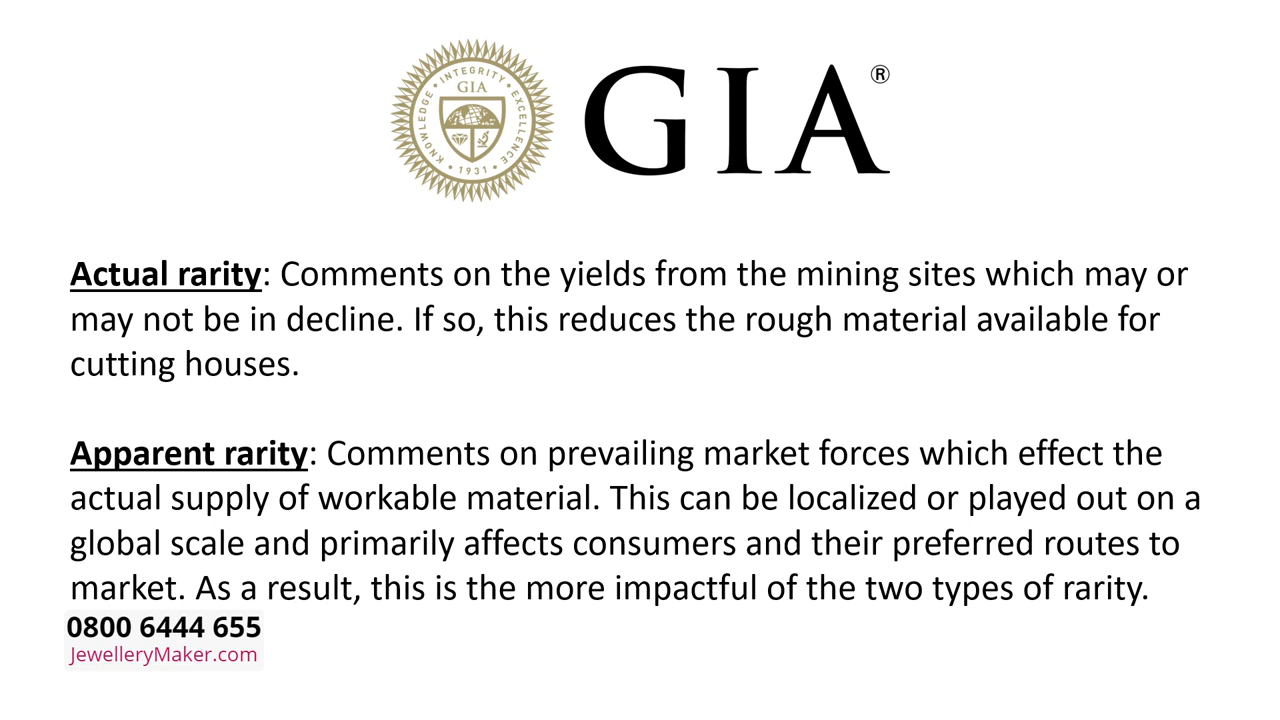 KNOWLEDGE • INTEGRITY • EXCELLENCE • 1931 •
GIA
GIA®
Actual rarity: Comments on the yields from the mining sites which may or
may not be in decline. If so, this reduces the rough material available for
cutting houses.
Apparent rarity: Comments on prevailing market forces which effect the
actual supply of workable material. This can be localized or played out on a
global scale and primarily affects consumers and their preferred routes to
market. As a result, this is the more impactful of the two types of rarity.
0800 6444 655
JewelleryMaker.com